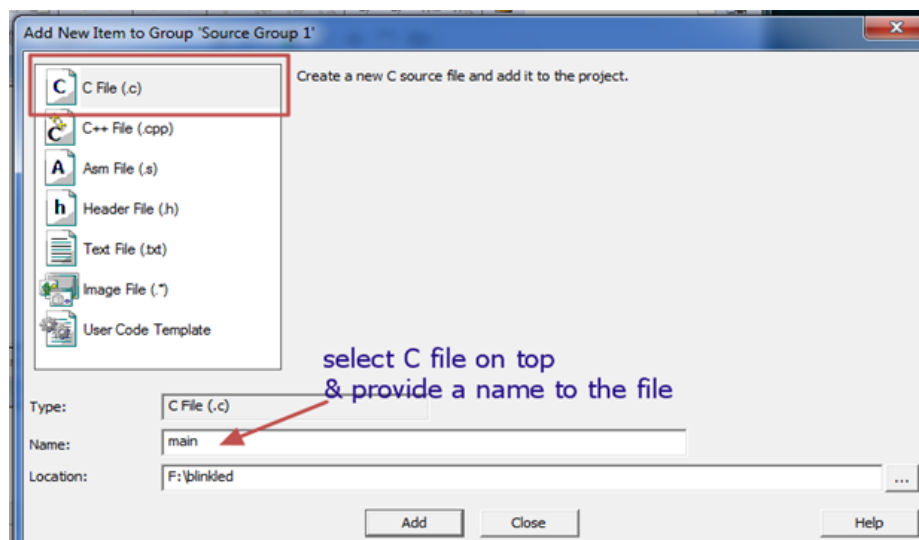 Add New Item to Group 'Source Group 1'
C File (.c)
Create a new C source file and add it to the project.
C++ File (.cpp)
Asm File (.s)
Header File (.h)
Text File (.txt)
Image File (.*)
User Code Template
select C file on top
& provide a name to the file
Type:
C File (.c)
Name:
main
Location:
F:\blinkled
...
Add
Close
Help